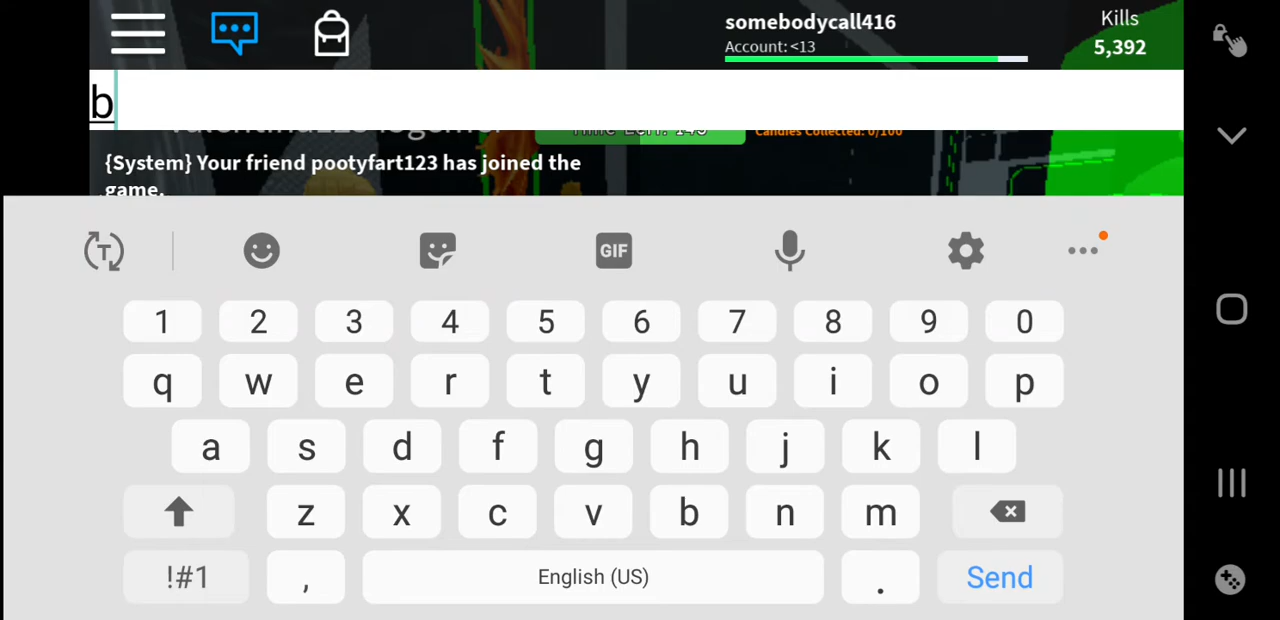 somebodycall416
Account: <13
Kills
5,392
b
Candies Collected: 0/100
{System} Your friend pootyfart123 has joined the
game.
T
GIF
1 2 3 4 5 6 7 8 9 0
q w e r t y u i o p
a s d f g h j k l
z x c v b n m
!#1 , English (US) . Send